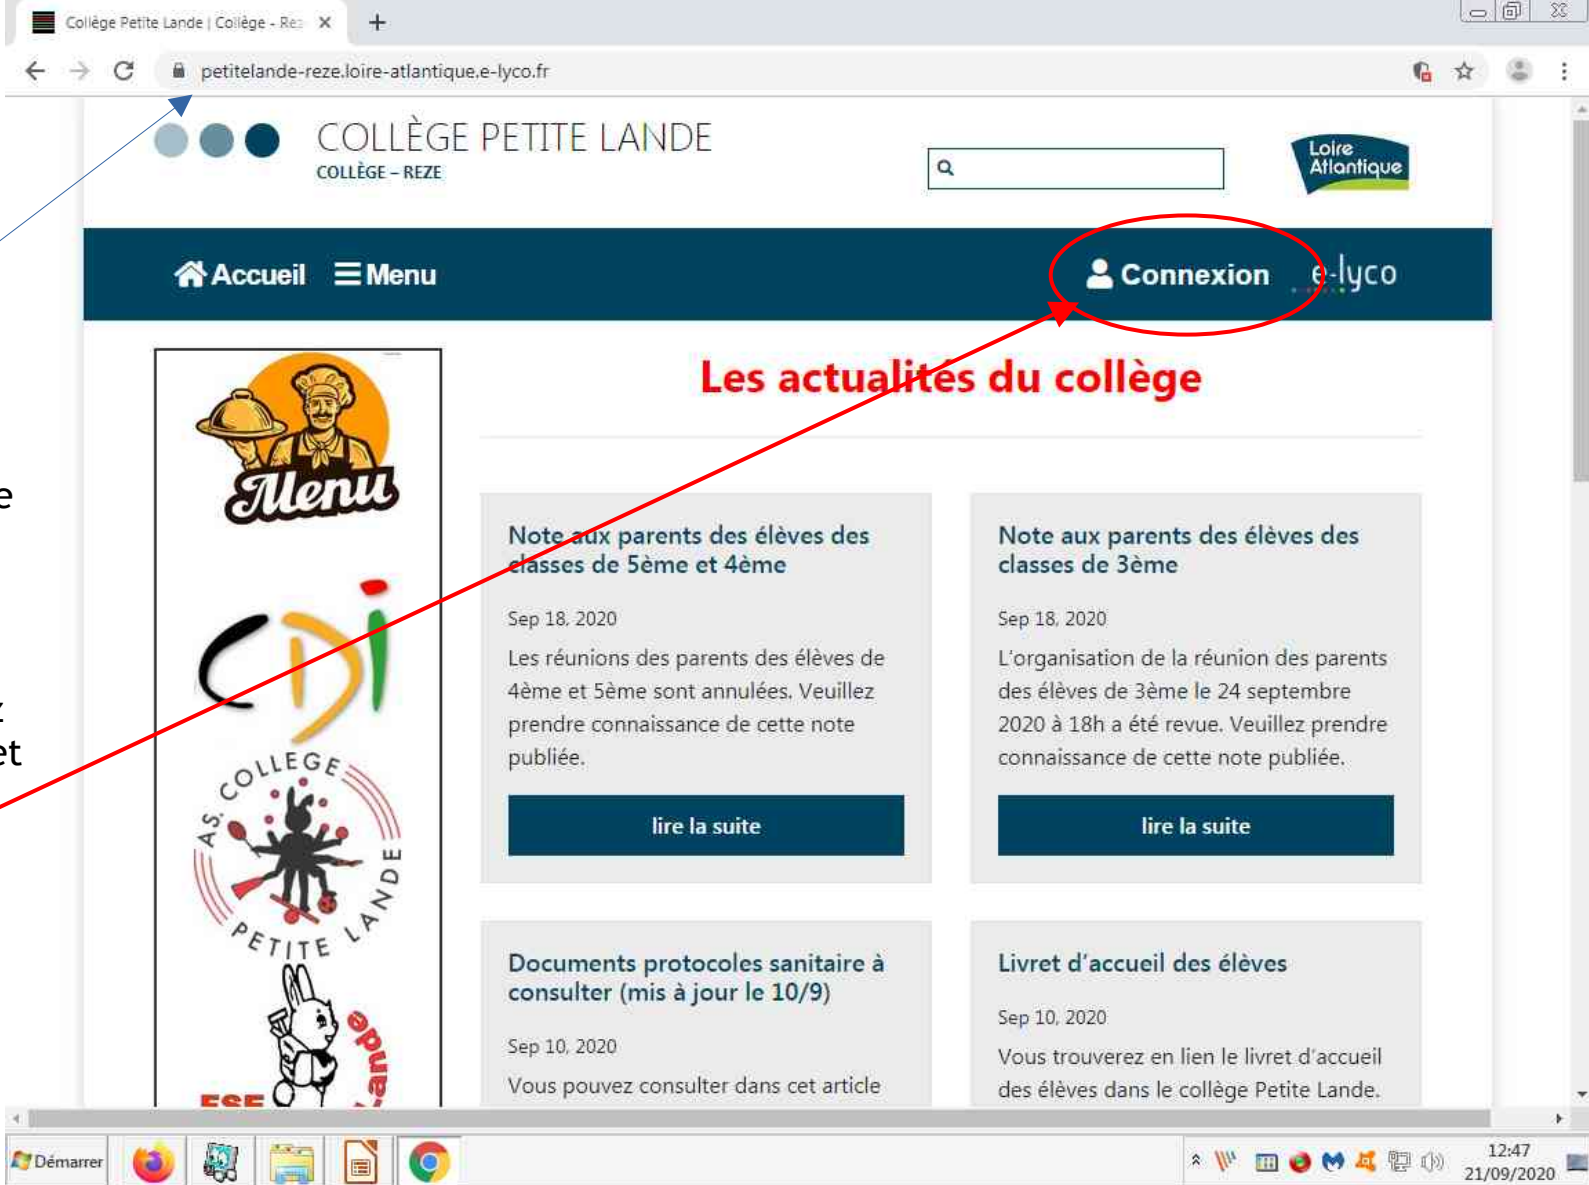 Collège Petite Lande | Collège - Rez
petitelande-reze.loire-atlantique.e-lyco.fr
COLLÈGE PETITE LANDE
COLLÈGE – REZE
Loire
Atlantique
Accueil Menu
Connexion
e-lyco
Les actualités du collège
Menu
CDI
AS. COLLEGE
PETITE LANDE
Note aux parents des élèves des
classes de 5ème et 4ème
Sep 18, 2020
Les réunions des parents des élèves de
4ème et 5ème sont annulées. Veuillez
prendre connaissance de cette note
publiée.
lire la suite
Note aux parents des élèves des
classes de 3ème
Sep 18, 2020
L'organisation de la réunion des parents
des élèves de 3ème le 24 septembre
2020 à 18h a été revue. Veuillez prendre
connaissance de cette note publiée.
lire la suite
Documents protocoles sanitaire à
consulter (mis à jour le 10/9)
Sep 10, 2020
Vous pouvez consulter dans cet article
Livret d'accueil des élèves
Sep 10, 2020
Vous trouverez en lien le livret d'accueil
des élèves dans le collège Petite Lande.
Démarrer
12:47
21/09/2020